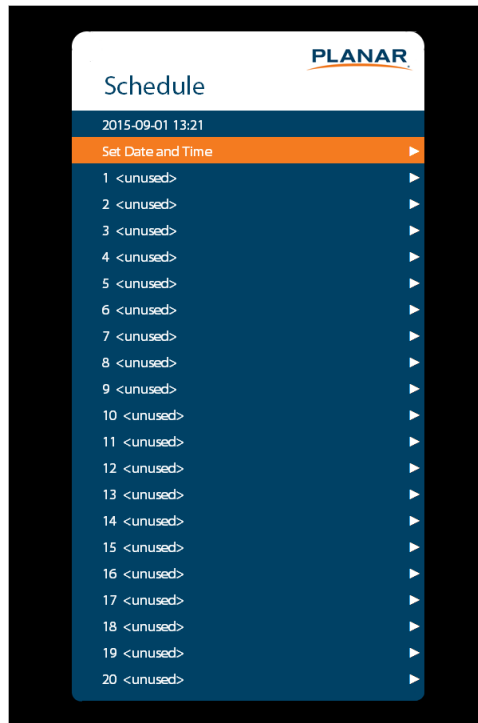 PLANAR
Schedule
2015-09-01 13:21
Set Date and Time
1 <unused>
2 <unused>
3 <unused>
4 <unused>
5 <unused>
6 <unused>
7 <unused>
8 <unused>
9 <unused>
10 <unused>
11 <unused>
12 <unused>
13 <unused>
14 <unused>
15 <unused>
16 <unused>
17 <unused>
18 <unused>
19 <unused>
20 <unused>